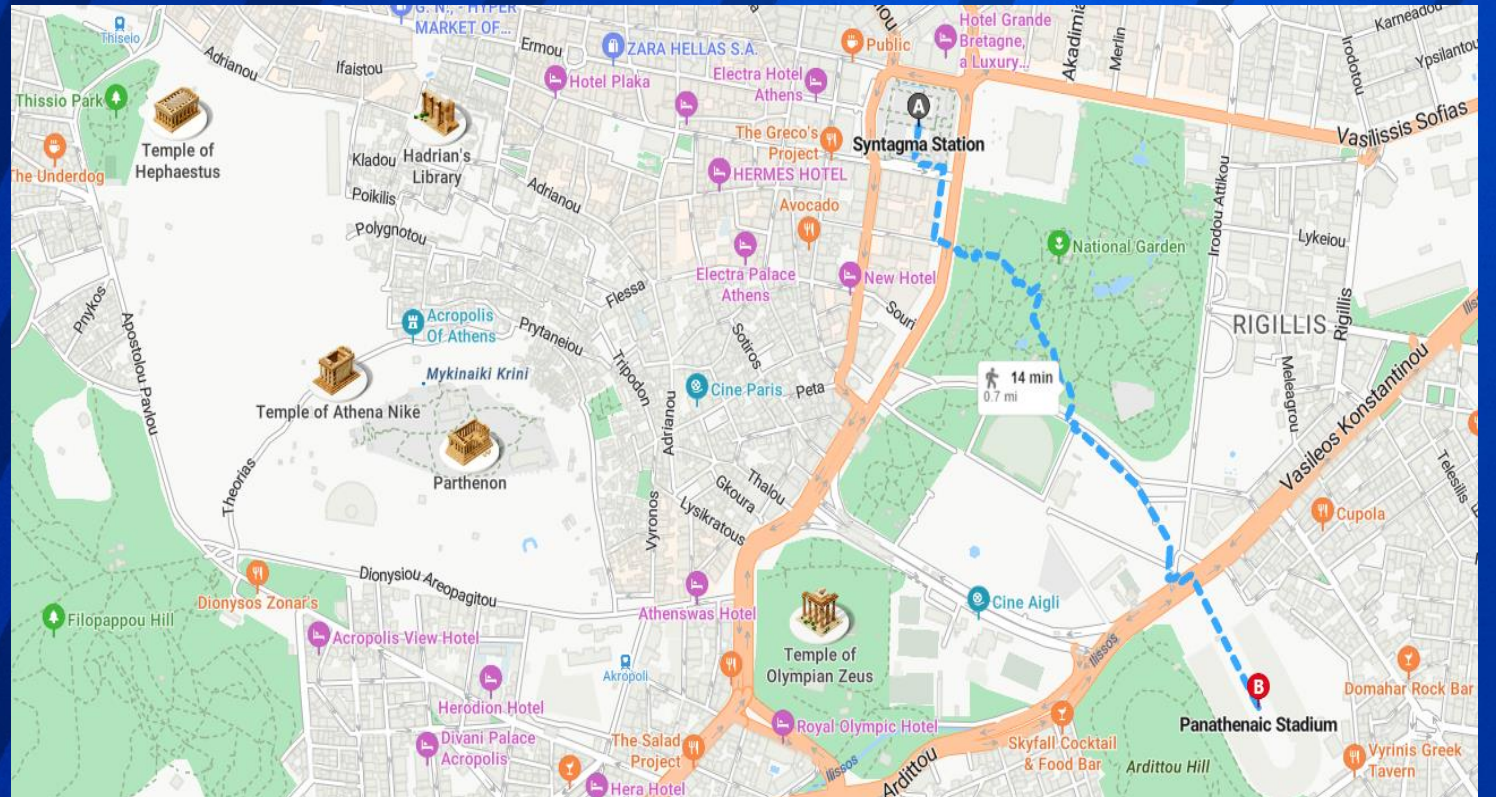 G. N., - HYPER
MARKET OF...
Thiseio
Adrianou
Ifaistou
Ermou
ZARA HELLAS S.A.
Hotel Plaka
Electra Hotel
Athens
Public
Hotel Grande
Bretagne,
a Luxury...
Akadimia
Merlin
Irodotou
Karneadou
Ypsilantou
Vasilissis Sofias
Thissio Park
The Underdog
Temple of
Hephaestus
Kladou
Hadrian's
Library
Poikilis
Polygnotou
Adrianou
The Greco's
Project
HERMES HOTEL
Avocado
A
Syntagma Station
Irodou Attikou
Lykeiou
National Garden
Electra Palace
Athens
New Hotel
Souri
Flessa
Pnykos
Apostolou Pavlou
Acropolis
Of Athens
Prytaneiou
Tripodon
Sotiros
RIGILLIS
Rigillis
Meleagrou
Mykinaiki Krini
Cine Paris
Peta
14 min
0.7 mi
Temple of Athena Nike
Parthenon
Theorias
Adrianou
Thalou
Gkoura
Lysikratous
Vyronos
Vasileos Konstantinou
Telesilis
Cupola
Dionysiou Areopagitou
Dionysos Zonar's
Filopappou Hill
Acropolis View Hotel
Athenswas Hotel
Cine Aigli
Akropoli
Temple of
Olympian Zeus
Ilissos
Herodion Hotel
Divani Palace
Acropolis
The Salad
Project
Hera Hotel
Royal Olympic Hotel
Ilissos
Ardittou
Skyfall Cocktail
& Food Bar
Ardittou Hill
B
Panathenaic Stadium
Domahar Rock Bar
Vyrinis Greek
Tavern